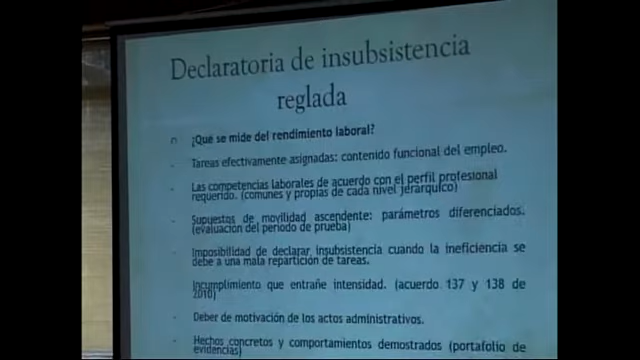 Declaratoria de insubsistencia
reglada
¿Qué se mide del rendimiento laboral?
- Tareas efectivamente asignadas: contenido funcional del empleo.
- Las competencias laborales de acuerdo con el perfil profesional
requerido. (comunes y propias de cada nivel jerárquico)
- Supuestos de movilidad ascendente: parámetros diferenciados.
(evaluación del periodo de prueba)
- Imposibilidad de declarar insubsistencia cuando la ineficiencia se
debe a una mala repartición de tareas.
Incumplimiento que entrañe intensidad. (acuerdo 137 y 138 de
2010)
- Deber de motivación de los actos administrativos.
- Hechos concretos y comportamientos demostrados (portafolio de
evidencias)